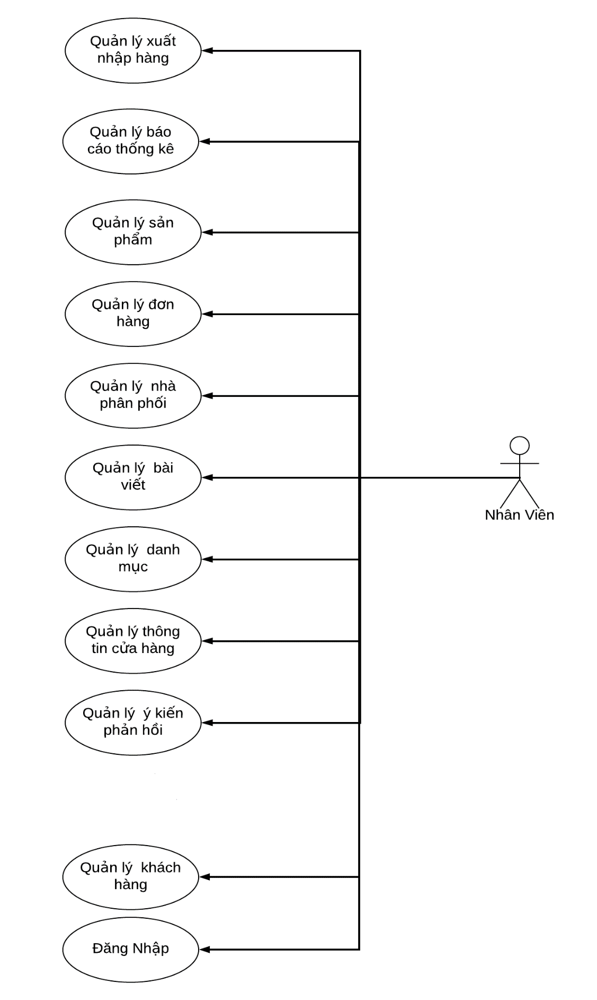 Quản lý xuất
nhập hàng
Quản lý báo
cáo thống kê
Quản lý sản
phẩm
Quản lý đơn
hàng
Quản lý  nhà
phân phối
Quản lý  bài
viết
Nhân Viên
Quản lý  danh
mục
Quản lý thông
tin cửa hàng
Quản lý  ý kiến
phản hồi
Quản lý  khách
hàng
Đăng Nhập